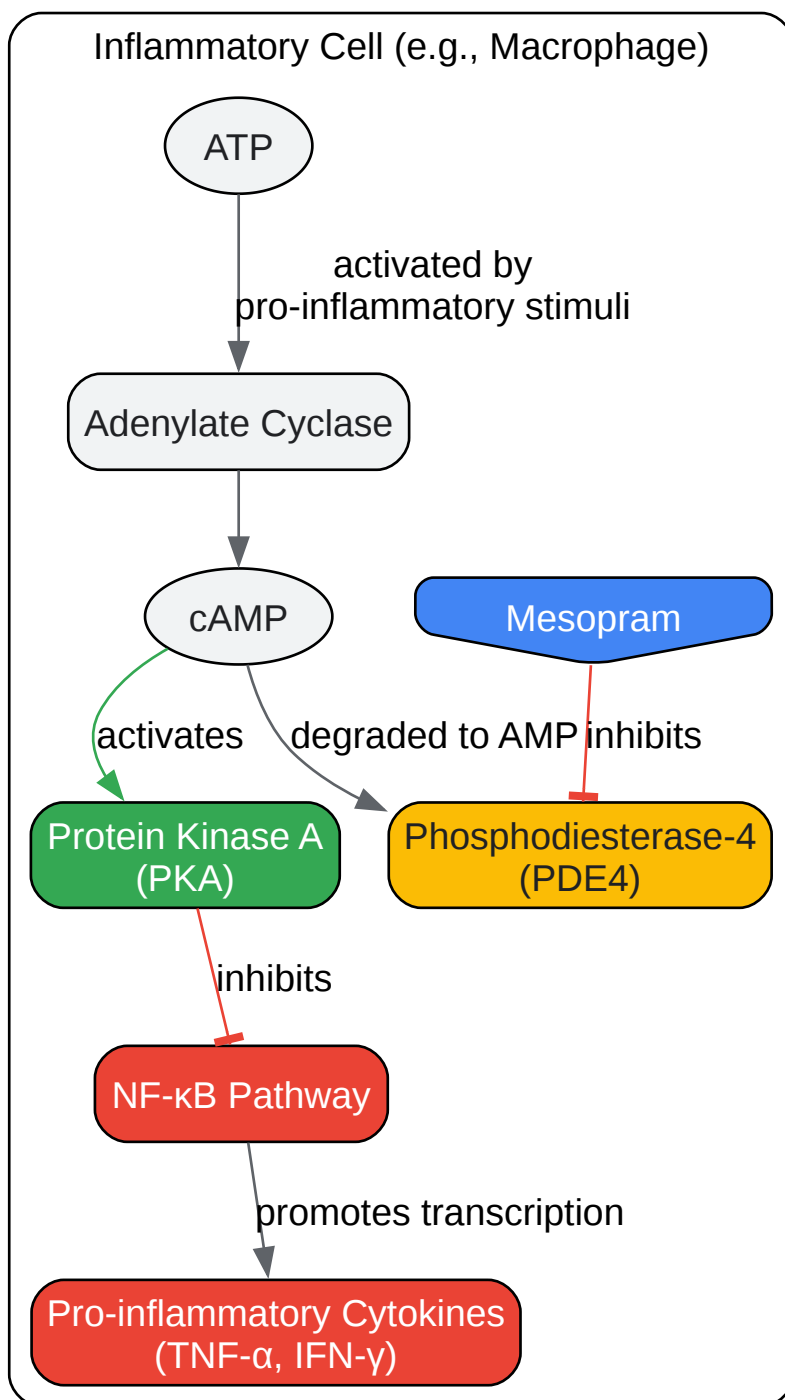 Inflammatory Cell (e.g., Macrophage)
ATP
activated by
pro-inflammatory stimuli
Adenylate Cyclase
cAMP
Mesopram
activates
degraded to AMP
inhibits
Protein Kinase A
(PKA)
Phosphodiesterase-4
(PDE4)
inhibits
NF-κB Pathway
promotes transcription
Pro-inflammatory Cytokines
(TNF-α, IFN-γ)